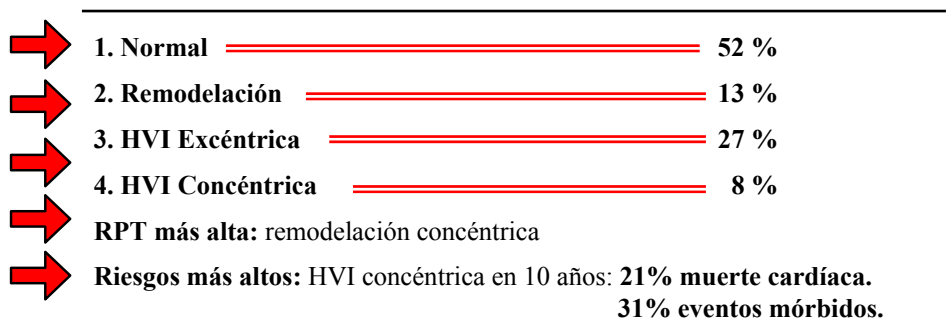 1. Normal 52 %
2. Remodelación 13 %
3. HVI Excéntrica 27 %
4. HVI Concéntrica 8 %
RPT más alta: remodelación concéntrica
Riesgos más altos: HVI concéntrica en 10 años: 21% muerte cardíaca.
31% eventos mórbidos.